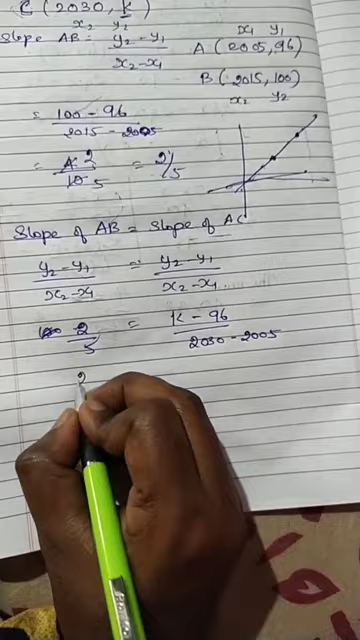 C (2030, k)
x₂ y₂
Slope AB = y₂ - y₁ / x₂ - x₁
x₁ y₁
A (2005, 96)
B (2015, 100)
x₂ y₂
= 100 - 96 / 2015 - 2005
= 4 2 / 10 5 = 2/5
Slope of AB = Slope of AC
y₂ - y₁ / x₂ - x₁ = y₂ - y₁ / x₂ - x₁
2 / 5 = K - 96 / 2030 - 2005
2